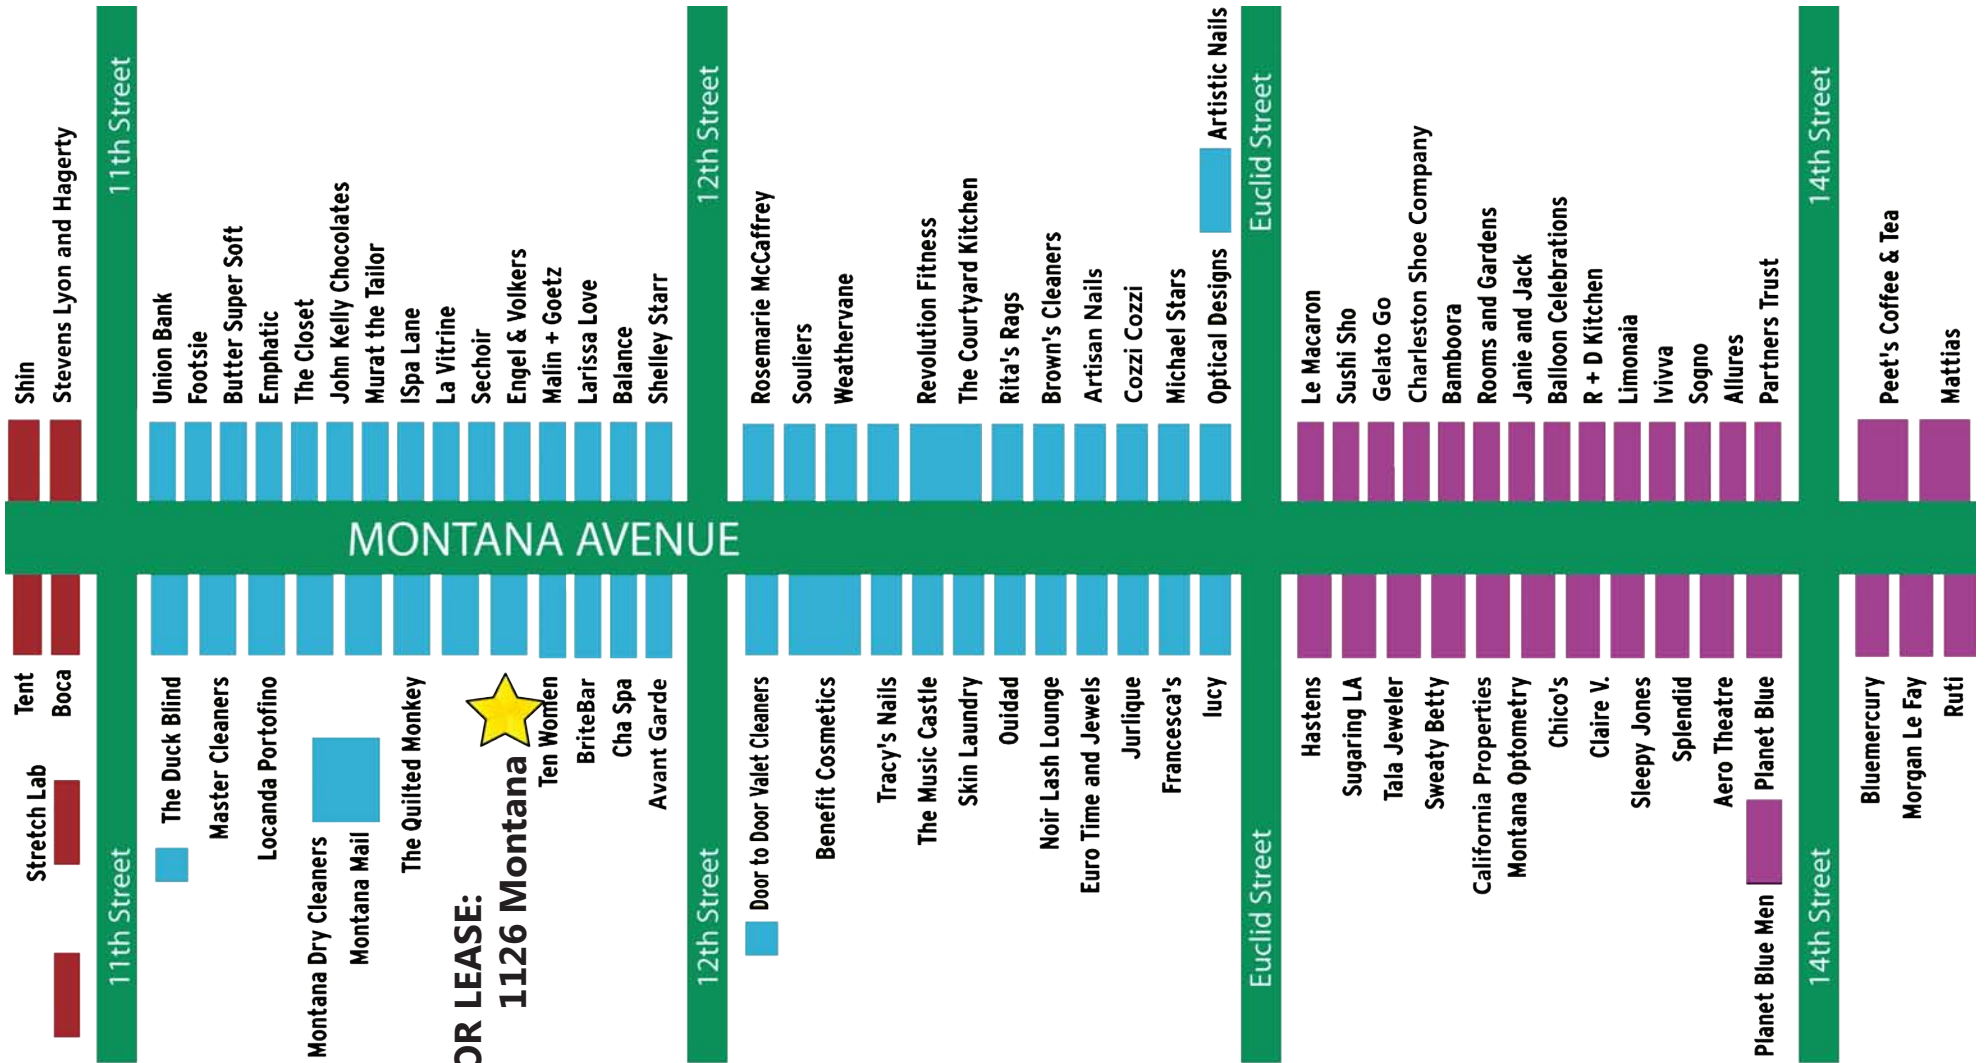 Shin
Stevens Lyon and Hagerty
11th Street
Union Bank
Footsie
Butter Super Soft
Emphatic
The Closet
John Kelly Chocolates
Murat the Tailor
ISpa Lane
La Vitrine
Sechoir
Engel & Volkers
Malin + Goetz
Larissa Love
Balance
Shelley Starr
12th Street
Rosemarie McCaffrey
Souliers
Weathervane
Revolution Fitness
The Courtyard Kitchen
Rita's Rags
Brown's Cleaners
Artisan Nails
Cozzi Cozzi
Michael Stars
Optical Designs
Artistic Nails
Euclid Street
Le Macaron
Sushi Sho
Gelato Go
Charleston Shoe Company
Bamboora
Rooms and Gardens
Janie and Jack
Balloon Celebrations
R + D Kitchen
Limonaia
Ivivva
Sogno
Allures
Partners Trust
14th Street
Peet's Coffee & Tea
Mattias
MONTANA AVENUE
Tent
Boca
Stretch Lab
11th Street
The Duck Blind
Master Cleaners
Locanda Portofino
Montana Dry Cleaners
Montana Mail
The Quilted Monkey
OR LEASE:
1126 Montana
Ten Women
BriteBar
Cha Spa
Avant Garde
12th Street
Door to Door Valet Cleaners
Benefit Cosmetics
Tracy's Nails
The Music Castle
Skin Laundry
Ouidad
Noir Lash Lounge
Euro Time and Jewels
Jurlique
Francesca's
lucy
Euclid Street
Hastens
Sugaring LA
Tala Jeweler
Sweaty Betty
California Properties
Montana Optometry
Chico's
Claire V.
Sleepy Jones
Splendid
Aero Theatre
Planet Blue
Planet Blue Men
14th Street
Bluemercury
Morgan Le Fay
Ruti